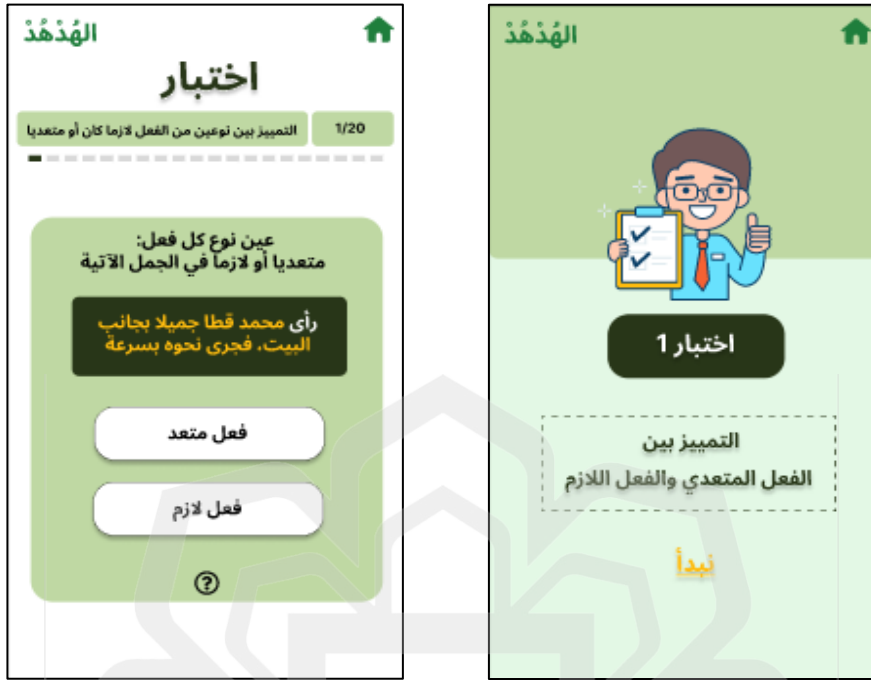 الهُدْهُدْ
اختبار
1/20
التمييز بين نوعين من الفعل لازما كان أو متعديا
عين نوع كل فعل:
متعديا أو لازما في الجمل الآتية
رأى محمد قطا جميلا بجانب
البيت، فجرى نحوه بسرعة
فعل متعد
فعل لازم
?
الهُدْهُدْ
اختبار 1
التمييز بين
الفعل المتعدي والفعل اللازم
نبدأ